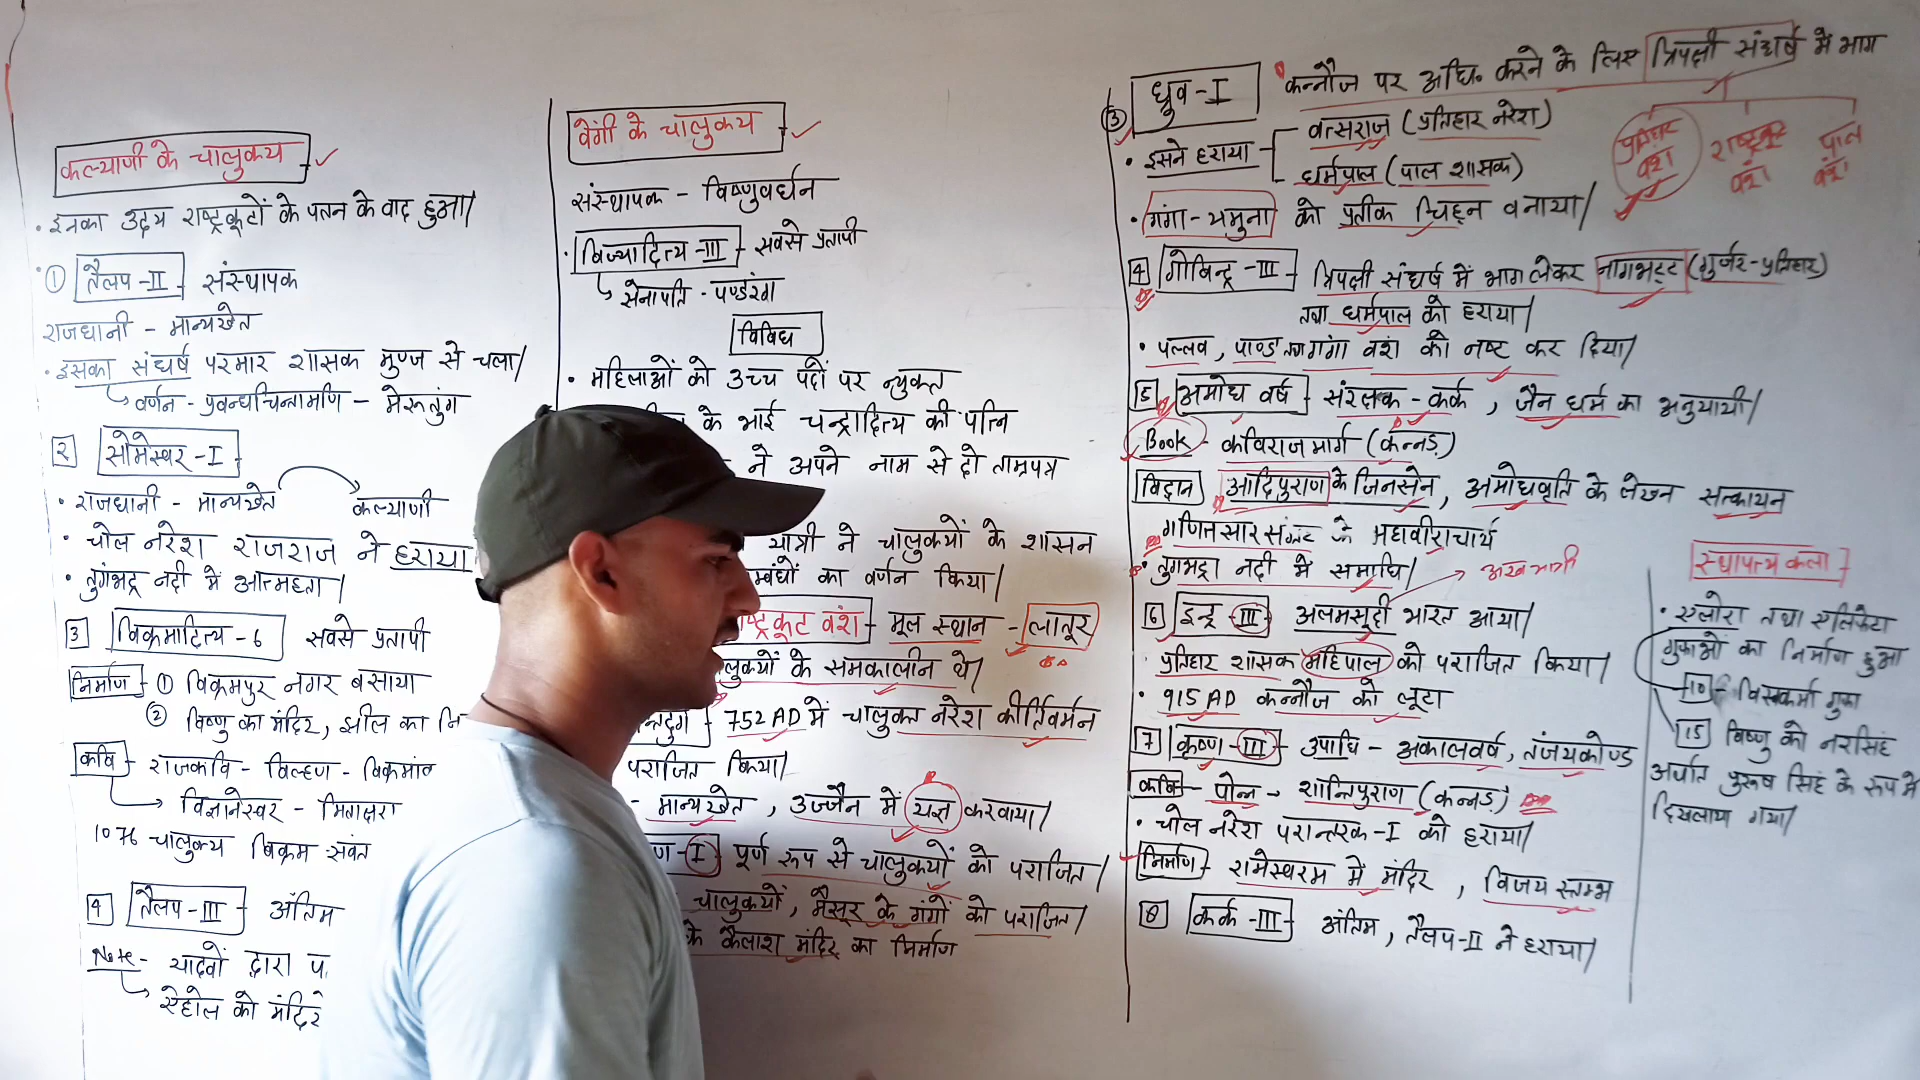 कल्याणी के चालुक्य
• इनका उदय राष्ट्रकूटों के पतन के बाद हुआ।
① तैलप-II - संस्थापक
राजधानी - मान्यखेत
• इसका संघर्ष परमार शासक मुन्ज से चला।
वर्णन - प्रबन्धचिन्तामणि - मेरुतुंग
2 सोमेस्वर-I -
• राजधानी - मान्यखेत कल्याणी
• चोल नरेश राजराज ने हराया
• तुगंभद्र नदी में आत्महत्या।
3 विक्रमादित्य-6 सबसे प्रतापी
निर्माण - ① विक्रमपुर नगर बसाया
② विष्णु का मंदिर, झील का नि
कवि - राजकवि - विल्हण - विक्रमांक
विज्ञानेस्वर - मिताक्षरा
1076 चालुक्य विक्रम संवत
4 तैलप-III - अंतिम
Note - यादवों द्वारा प
ऐहोल को मंदिरो
वेंगी के चालुक्य
संस्थापक - विष्णुवर्धन
• विज्यादित्य-III - सबसे प्रतापी
सेनापति - पण्डरंग
विविध
• महिलाओं को उच्च पदों पर न्युक्त
के भाई चन्द्रादित्य की पत्नि
ने अपने नाम से दो ताम्रपत्र
यात्री ने चालुक्यों के शासन
म्बंधों का वर्णन किया।
ष्ट्रकूट वंश - मूल स्थान - लातूर
लुक्यों के समकालीन थे।
न्तिदुर्ग - 752 AD में चालुक्त नरेश कीर्तिवर्मन
पराजित किया।
- मान्यखेत, उज्जैन में यज्ञ करवाया।
ण-I पूर्ण रूप से चालुक्यों को पराजित।
चालुक्यों, मैसूर के गंगों को पराजित।
के कैलाश मंदिर का निर्माण
③ ध्रुव-I • कन्नौज पर अधि॰ करने के लिए त्रिपक्षी संघर्ष में भाग
• इसने हराया - वत्सराज (प्रतिहार नरेश)
धर्मपाल (पाल शासक)
प्रतिहार वंश राष्ट्रकूट वंश पाल वंश
• गंगा-यमुना को प्रतीक चिह्न बनाया।
4 गोविन्द्र-III - त्रिपक्षी संघर्ष में भाग लेकर नागभट्ट (गुर्जर-प्रतिहार)
तथा धर्मपाल को हराया।
• पल्लव, पाण्ड तथा गंगा वंश को नष्ट कर दिया।
5 अमोघ वर्ष - संरक्षक - कर्क, जैन धर्म का अनुयायी।
Book - कविराजमार्ग (कन्नड़)
विद्वान आदिपुराण के जिनसेन, अमोघवृति के लेखन सत्कायन
गणितसार संग्रह के महावीराचार्य
• तुगभद्रा नदी में समाधि। → अरब यात्री
6 इन्द्र-III - अलमसूदी भारत आया।
• प्रतिहार शासक महिपाल को पराजित किया।
• 915 AD कन्नौज को लूटा
7 कृष्ण-III - उपाधि - अकालवर्ष, तंजयकोण्ड
कवि - पोन्न - शान्तिपुराण (कन्नड़)
• चोल नरेश परान्तक-I को हराया।
निर्माण - रामेस्वरम में मंदिर, विजय स्तम्भ
8 कर्क-III - अंतिम, तैलप-II ने हराया।
स्थापत्य कला
• एलोरा तथा एलिफेंटा
गुफाओं का निर्माण हुआ
10 - विस्वकर्मा गुफा
15 विष्णु को नरसिंह
अर्थात पुरूष सिंह के रूप में
दिखलाया गया।